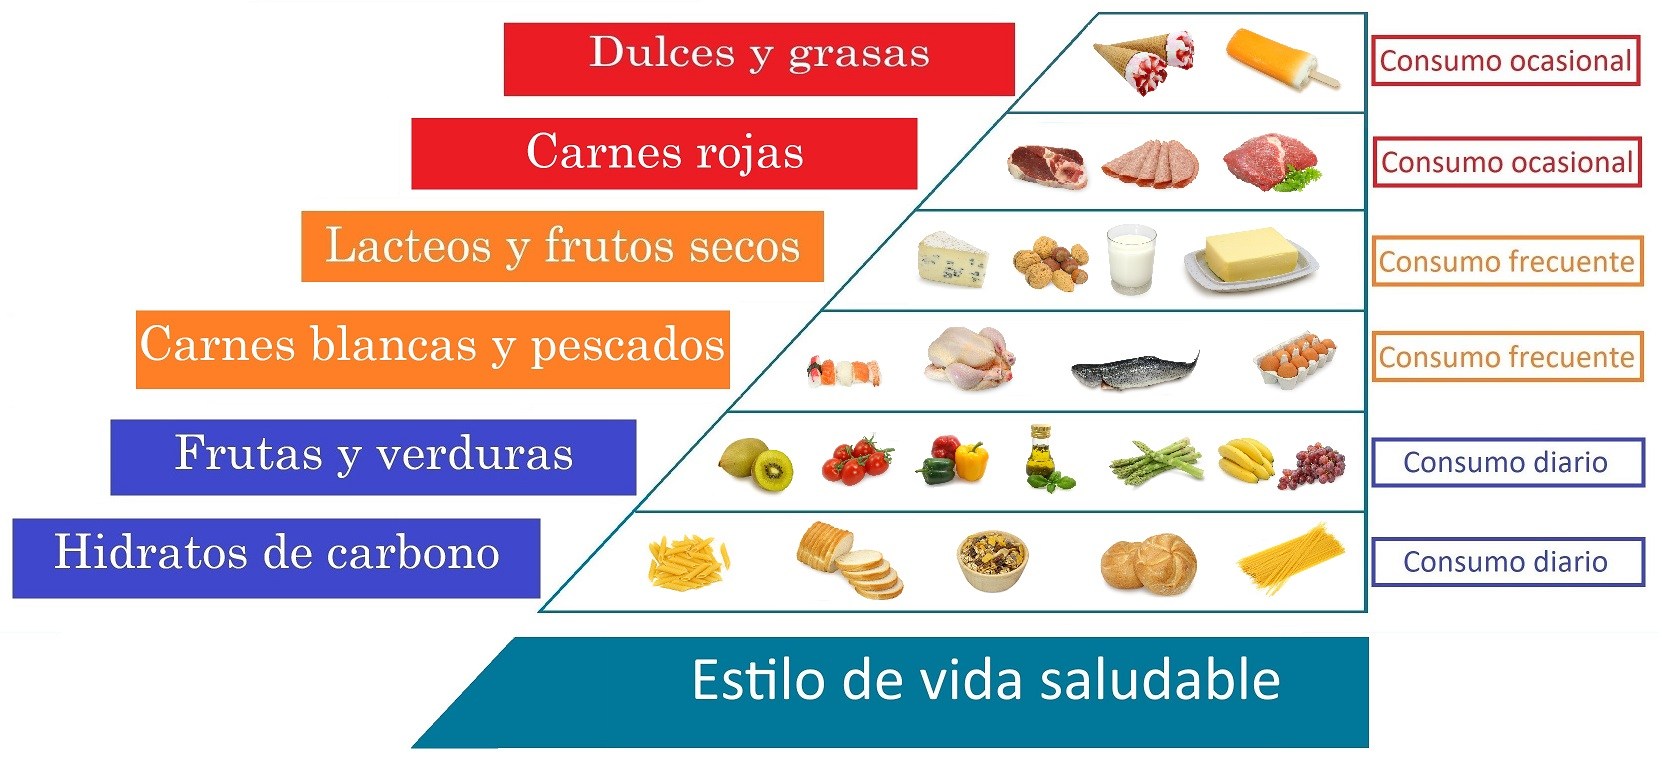 Dulces y grasas
Consumo ocasional
Carnes rojas
Consumo ocasional
Lacteos y frutos secos
Consumo frecuente
Carnes blancas y pescados
Consumo frecuente
Frutas y verduras
Consumo diario
Hidratos de carbono
Consumo diario
Estilo de vida saludable